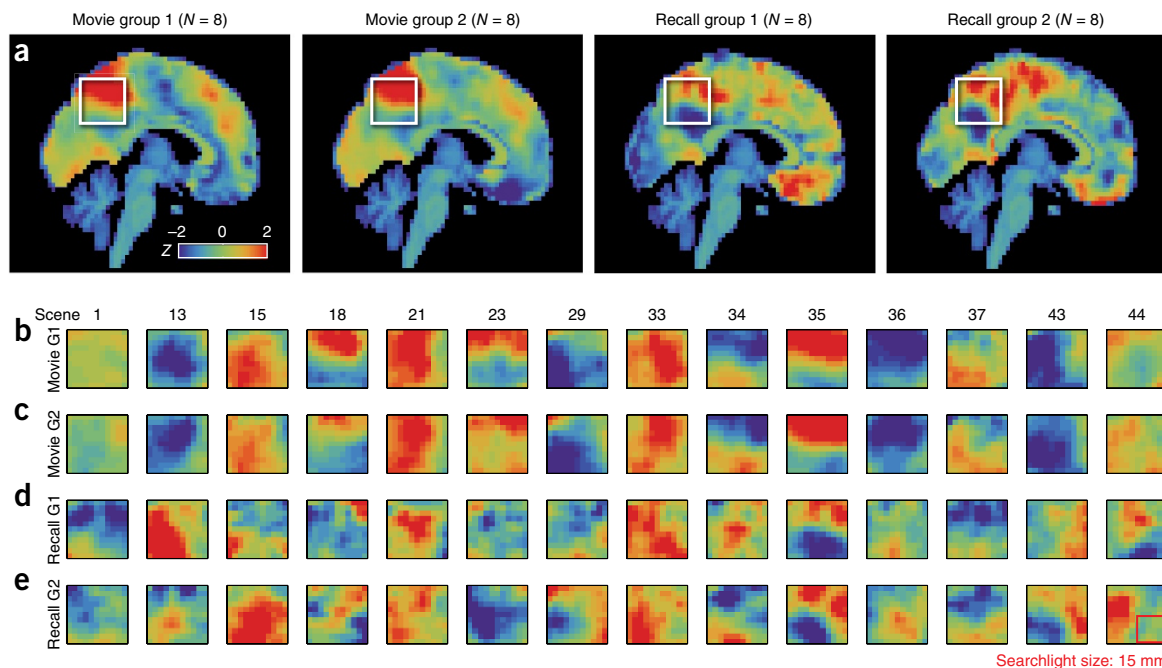 Movie group 1 (N = 8) Movie group 2 (N = 8) Recall group 1 (N = 8) Recall group 2 (N = 8)
a
–2 0 2
Z
Scene 1 13 15 18 21 23 29 33 34 35 36 37 43 44
b Movie G1
c Movie G2
d Recall G1
e Recall G2
Searchlight size: 15 mm